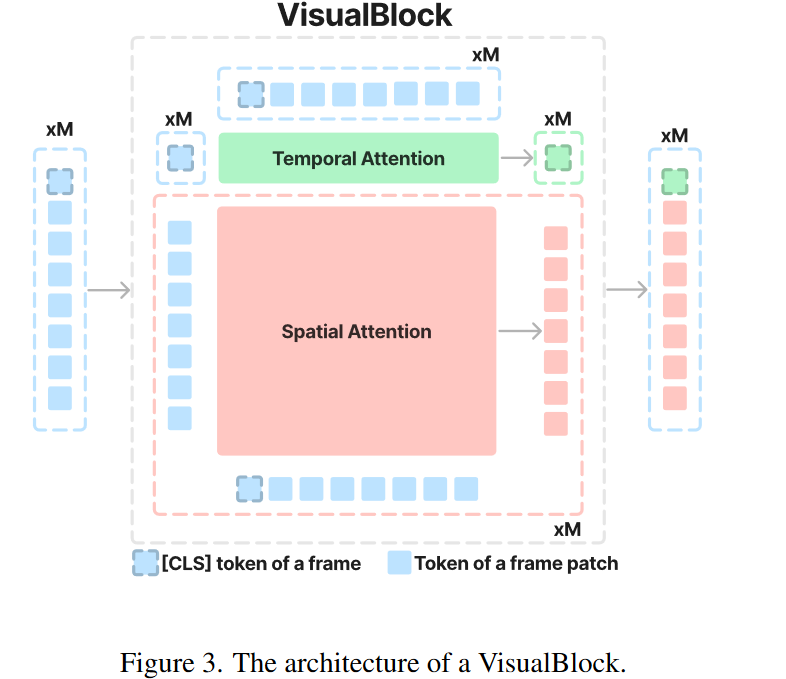 VisualBlock
xM
xM
xM
xM
xM
Temporal Attention
Spatial Attention
xM
[CLS] token of a frame
Token of a frame patch
Figure 3. The architecture of a VisualBlock.